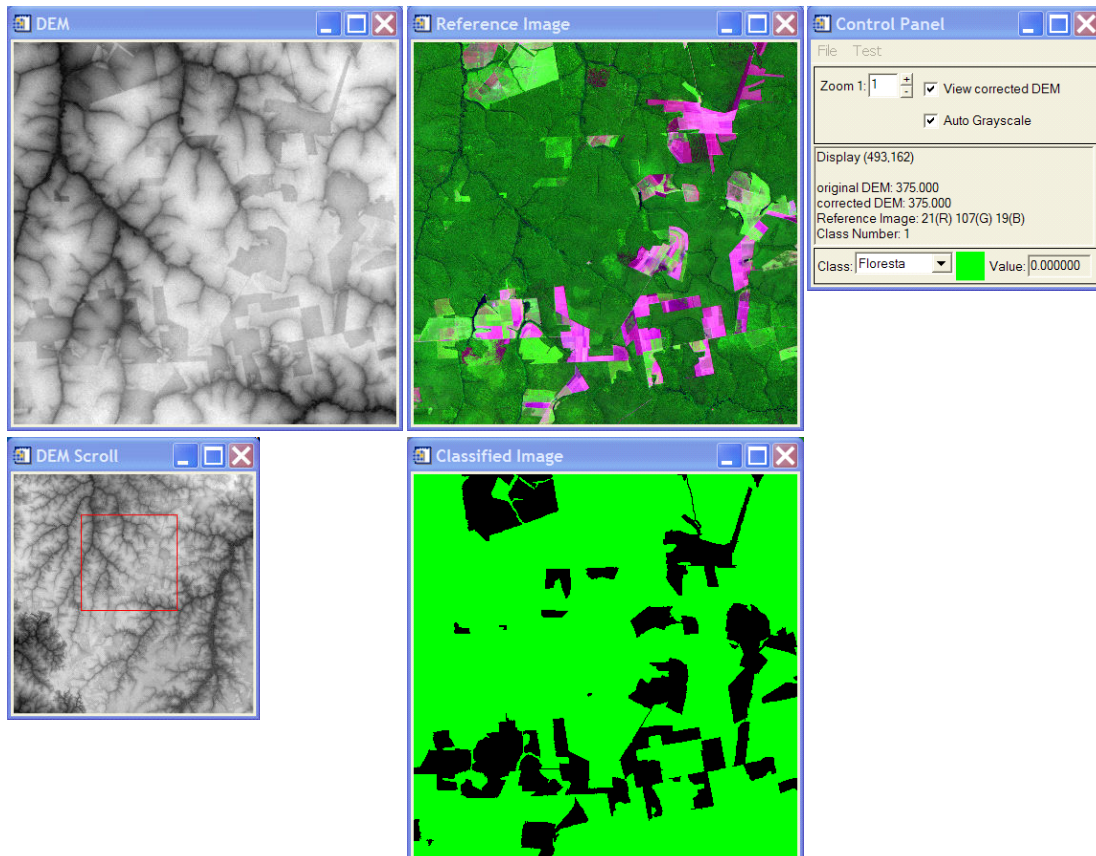 DEM
Reference Image
Control Panel
File Test
Zoom 1: 1 + -
View corrected DEM
Auto Grayscale
Display (493,162)
original DEM: 375.000
corrected DEM: 375.000
Reference Image: 21(R) 107(G) 19(B)
Class Number: 1
Class: Floresta Value: 0.000000
DEM Scroll
Classified Image